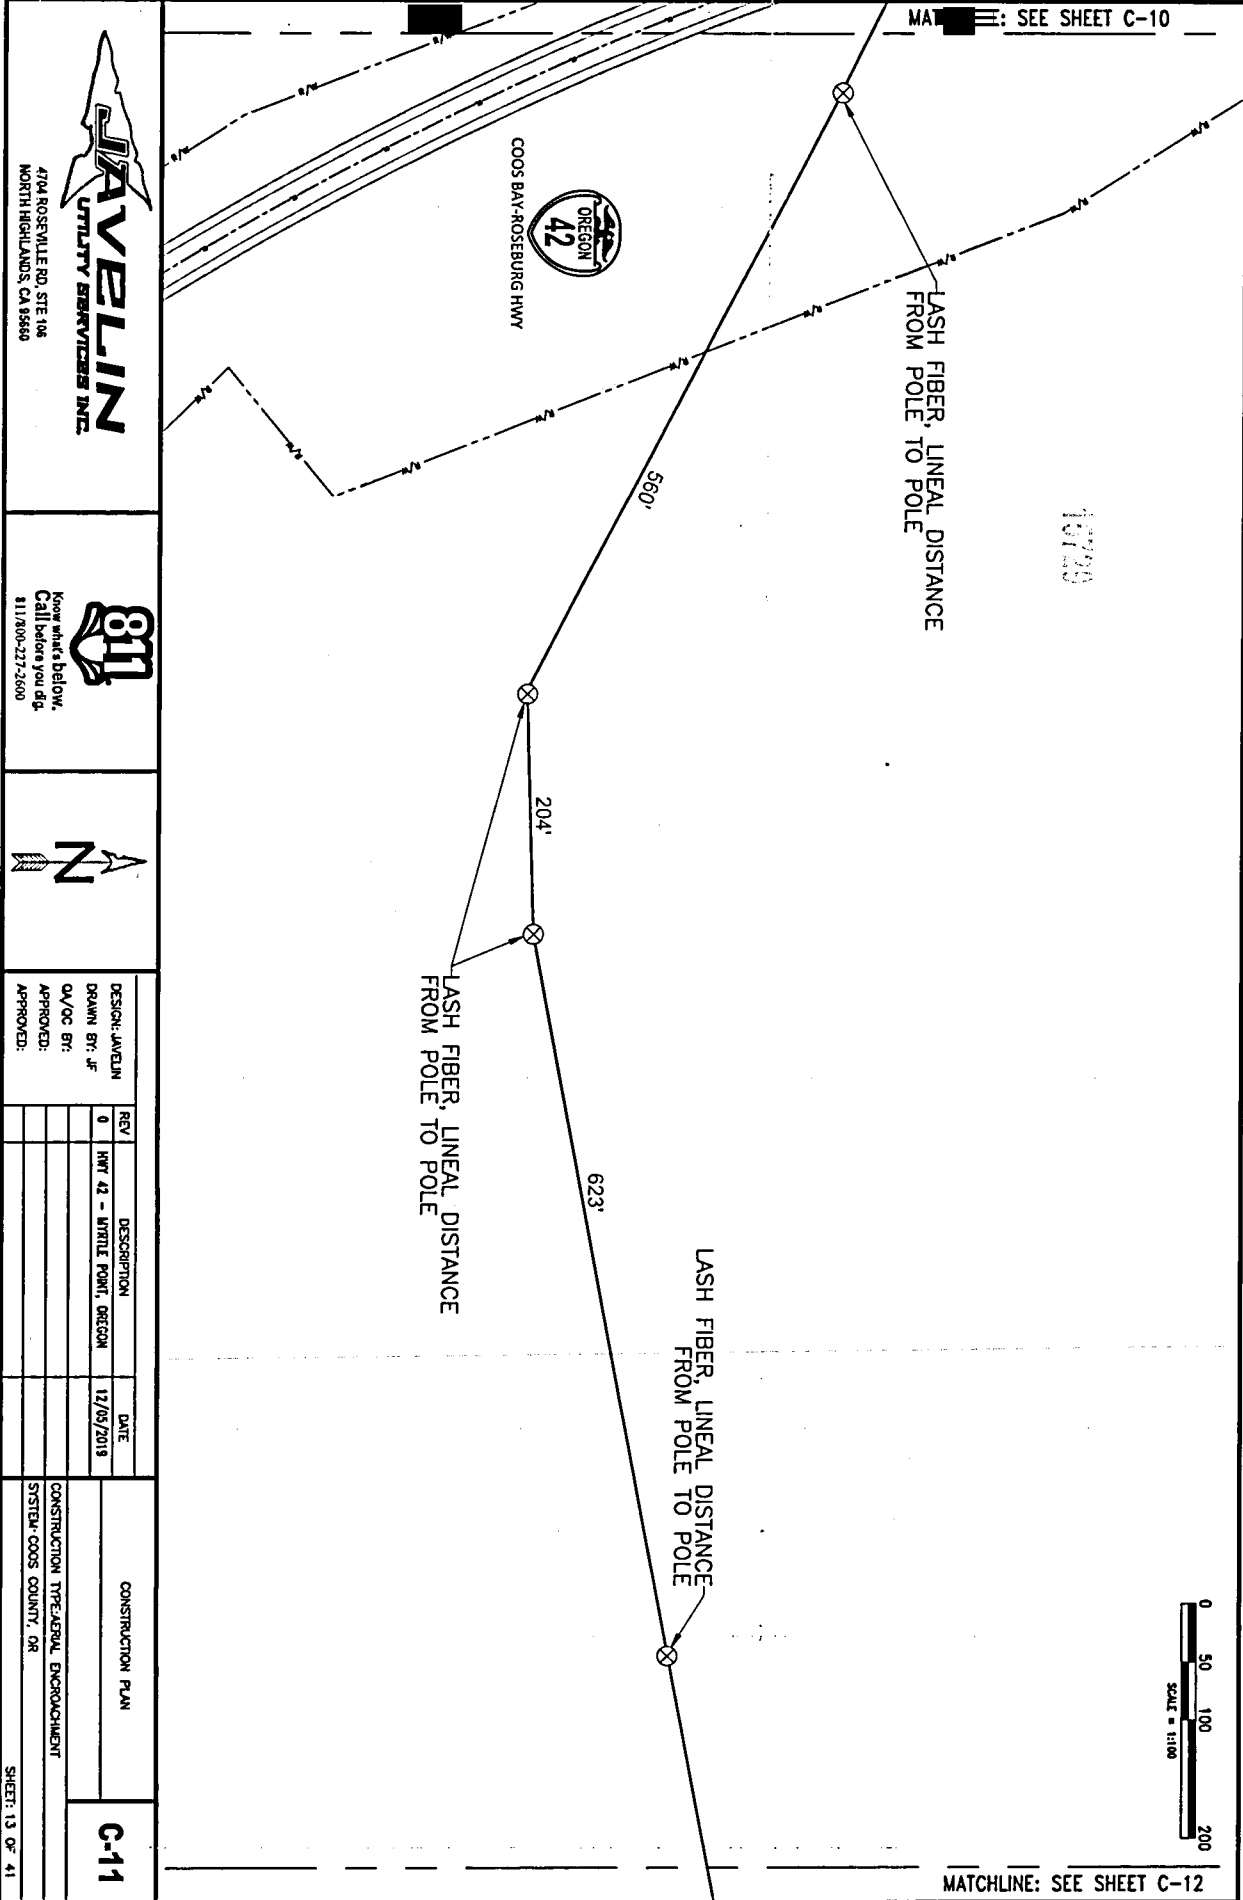 MATCHLINE: SEE SHEET C-10
LASH FIBER, LINEAL DISTANCE
FROM POLE TO POLE
OREGON
42
COOS BAY-ROSEBURG HWY
R/W
R/W
R/W
R/W
R/W
R/W
R/W
R/W
R/W
R/W
R/W
R/W
560'
204'
623'
LASH FIBER, LINEAL DISTANCE
FROM POLE TO POLE
LASH FIBER, LINEAL DISTANCE
FROM POLE TO POLE
0 50 100 200
SCALE = 1:100
MATCHLINE: SEE SHEET C-12
JAVELIN
UTILITY SERVICES INC.
4704 ROSEVILLE RD, STE 106
NORTH HIGHLANDS, CA 95660
811
Know what's below.
Call before you dig.
811/800-227-2600
N
DESIGN: JAVELIN
DRAWN BY: JF
QA/QC BY:
APPROVED:
APPROVED:
REV DESCRIPTION DATE
0 HWY 42 - MYRTLE POINT, OREGON 12/05/2019
CONSTRUCTION PLAN
CONSTRUCTION TYPE: AERIAL ENCROACHMENT
SYSTEM: COOS COUNTY, OR
C-11
SHEET: 13 OF 41